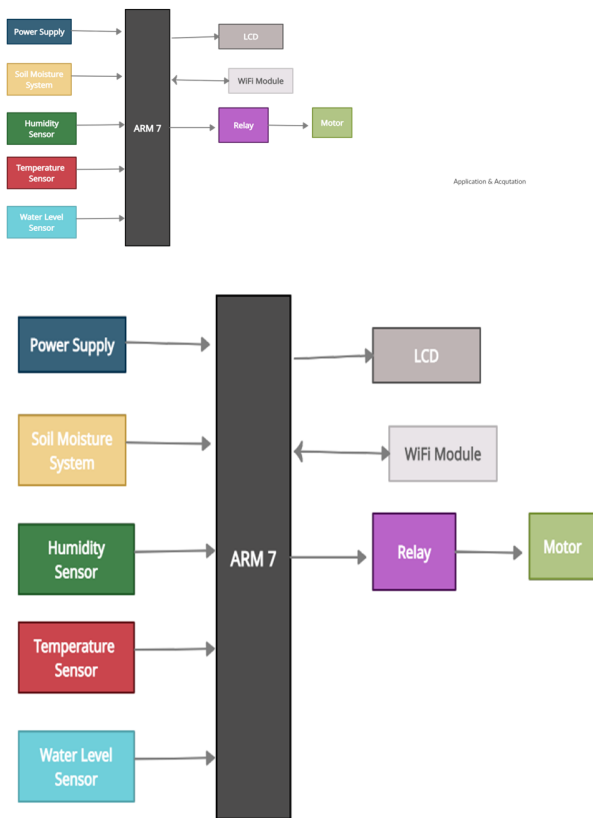 Power Supply
LCD
Soil Moisture
System
WiFi Module
Humidity
Sensor
ARM 7
Relay
Motor
Temperature
Sensor
Application & Acqutation
Water Level
Sensor
Power Supply
LCD
Soil Moisture
System
WiFi Module
Humidity
Sensor
ARM 7
Relay
Motor
Temperature
Sensor
Water Level
Sensor